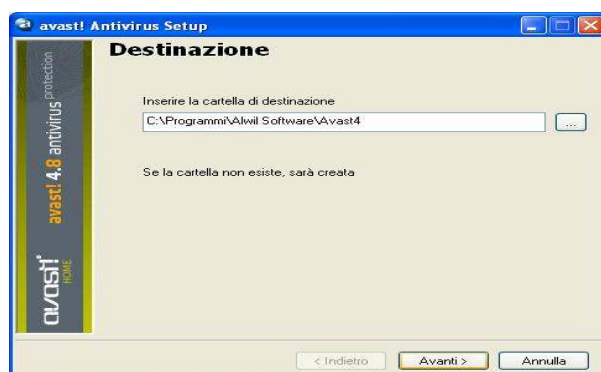 avast! Antivirus Setup
Destinazione
Inserire la cartella di destinazione
C:\Programmi\Alwil Software\Avast4
...
Se la cartella non esiste, sarà creata
avast! 4.8 antivirus protection
avast! HOME
< Indietro
Avanti >
Annulla